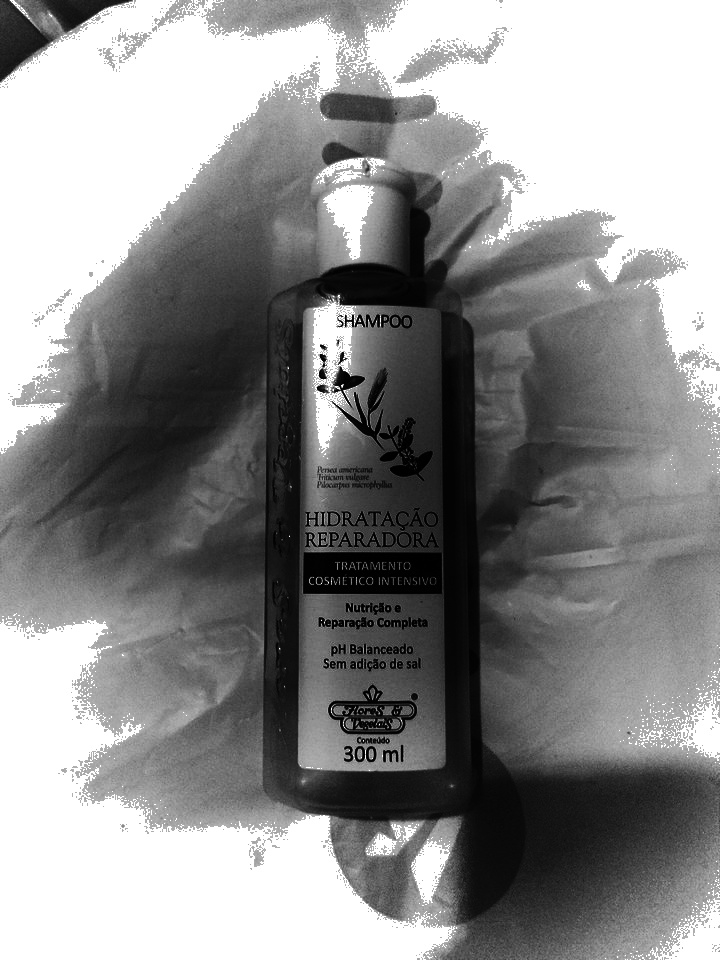 SHAMPOO
Persea americana
Triticum vulgare
Pilocarpus microphyllus
HIDRATAÇÃO
REPARADORA
TRATAMENTO
COSMÉTICO INTENSIVO
Nutrição e
Reparação Completa
pH Balanceado
Sem adição de sal
Flores &
Vegetais
Conteúdo
300 ml